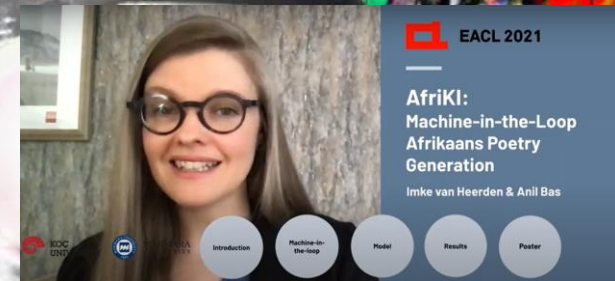 EACL 2021
AfriKI:
Machine-in-the-Loop
Afrikaans Poetry
Generation
Imke van Heerden & Anil Bas
KOÇ
Introduction
Machine-in-
the-loop
Model
Results
Poster